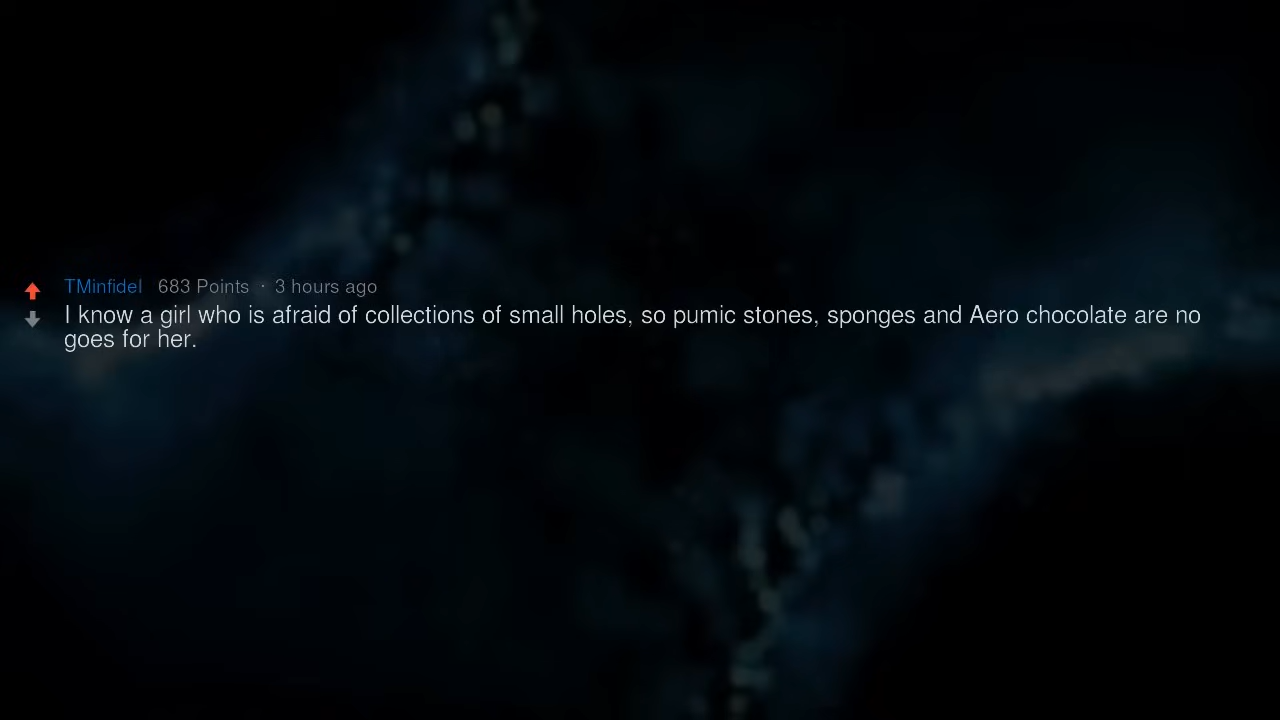 TMinfidel 683 Points · 3 hours ago
I know a girl who is afraid of collections of small holes, so pumic stones, sponges and Aero chocolate are no
goes for her.